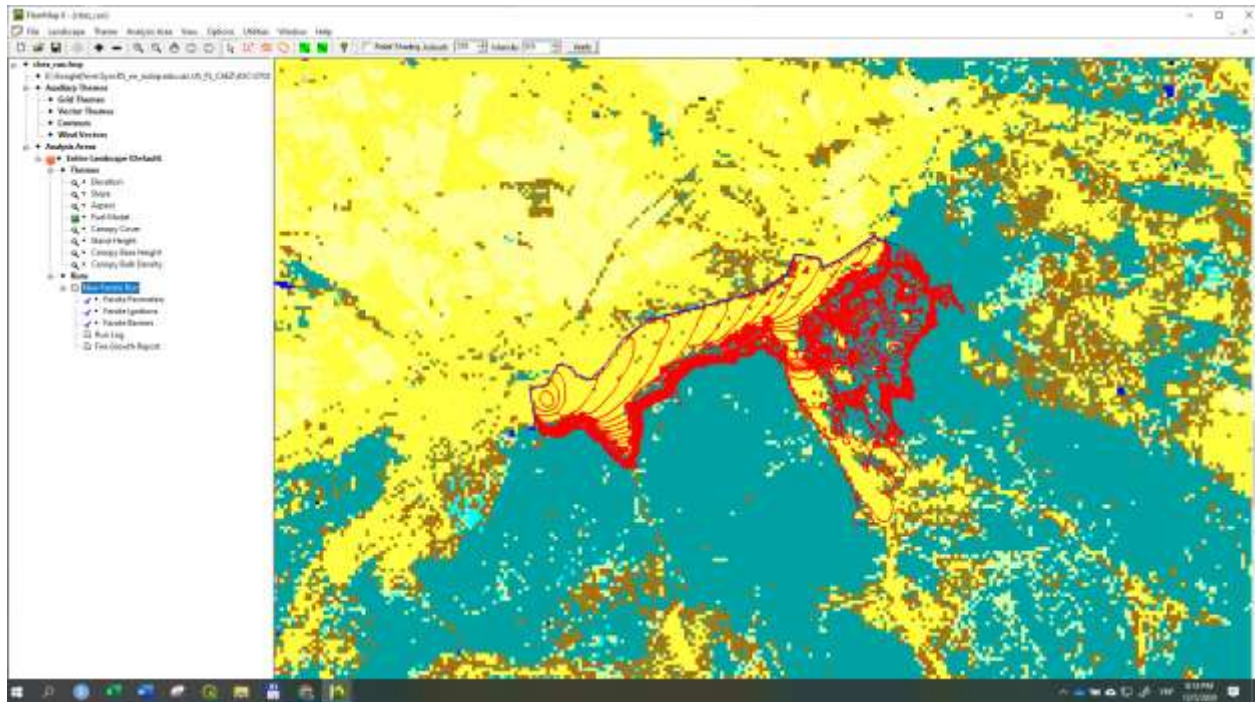 FlamMap 6 - [chez_run]
File Landscape Theme Analysis Area View Options Utilities Window Help
Relief Shading Azimuth Intensity Apply
Auxiliary Themes
Grid Themes
Vector Themes
Contours
Wind Vectors
Analysis Areas
Entire Landscape (Default)
Themes
Elevation
Slope
Aspect
Fuel Model
Canopy Cover
Stand Height
Canopy Base Height
Canopy Bulk Density
Runs
New Farsite Run
Farsite Perimeters
Farsite Ignitions
Farsite Barriers
Run Log
Fire Growth Report